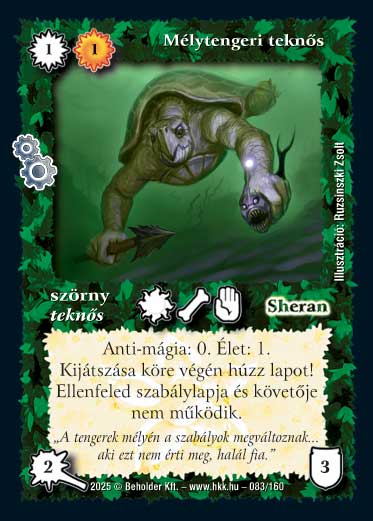 1 1 Mélytengeri teknős
Illusztráció: Ruzsinszki Zsolt
szörny
teknős
Sheran
Anti-mágia: 0. Élet: 1.
Kijátszása köre végén húzz lapot!
Ellenfeled szabálylapja és követője
nem működik.
„A tengerek mélyén a szabályok megváltoznak...
aki ezt nem érti meg, halál fia.”
2 3
2025 © Beholder Kft. – www.hkk.hu – 083/160